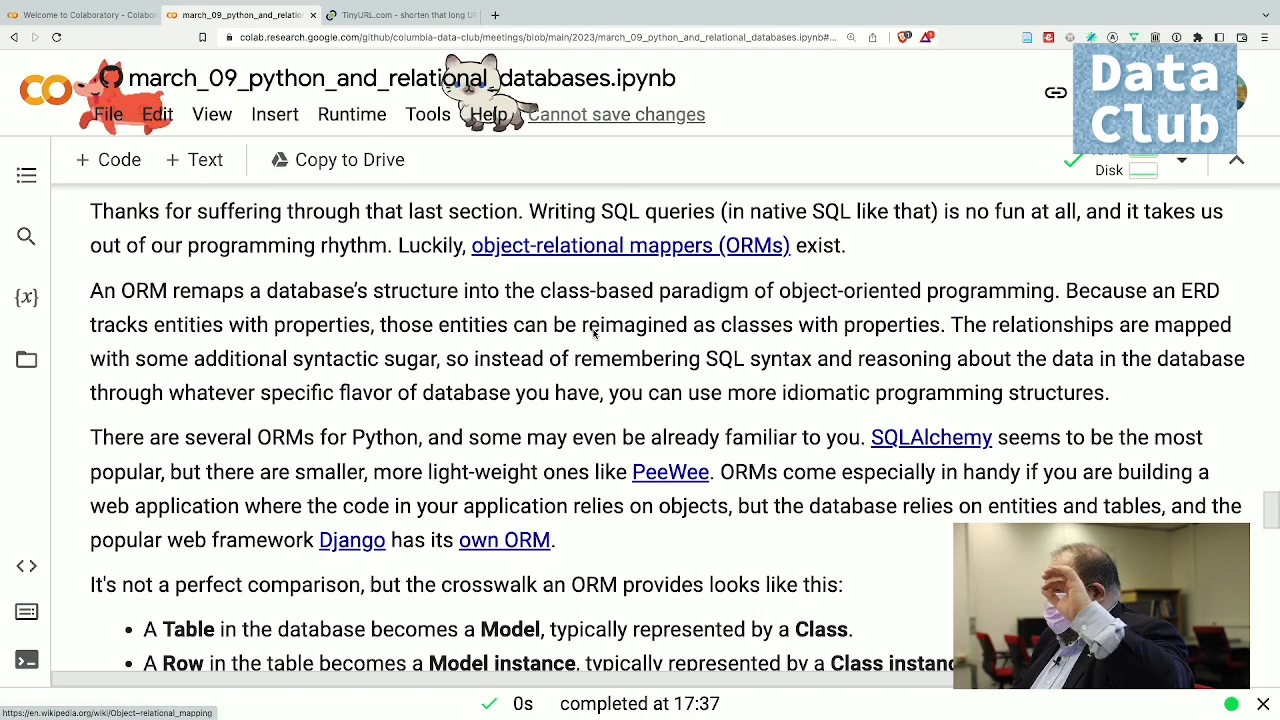 Welcome to Colaboratory - Colabor
march_09_python_and_relatio
TinyURL.com - shorten that long U
colab.research.google.com/github/columbia-data-club/meetings/blob/main/2023/march_09_python_and_relational_databases.ipynb#...
march_09_python_and_relational_databases.ipynb
File Edit View Insert Runtime Tools Help Cannot save changes
Data
Club
+ Code + Text Copy to Drive
Disk
Thanks for suffering through that last section. Writing SQL queries (in native SQL like that) is no fun at all, and it takes us
out of our programming rhythm. Luckily, object-relational mappers (ORMs) exist.
An ORM remaps a database’s structure into the class-based paradigm of object-oriented programming. Because an ERD
tracks entities with properties, those entities can be reimagined as classes with properties. The relationships are mapped
with some additional syntactic sugar, so instead of remembering SQL syntax and reasoning about the data in the database
through whatever specific flavor of database you have, you can use more idiomatic programming structures.
There are several ORMs for Python, and some may even be already familiar to you. SQLAlchemy seems to be the most
popular, but there are smaller, more light-weight ones like PeeWee. ORMs come especially in handy if you are building a
web application where the code in your application relies on objects, but the database relies on entities and tables, and the
popular web framework Django has its own ORM.
It's not a perfect comparison, but the crosswalk an ORM provides looks like this:
• A Table in the database becomes a Model, typically represented by a Class.
• A Row in the table becomes a Model instance, typically represented by a Class instanc
0s completed at 17:37
https://en.wikipedia.org/wiki/Object–relational_mapping